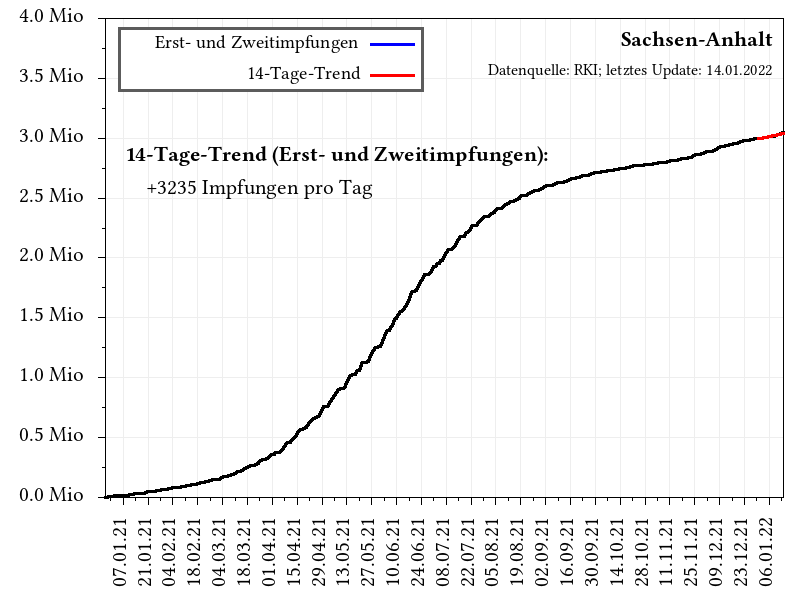 4.0 Mio
3.5 Mio
3.0 Mio
2.5 Mio
2.0 Mio
1.5 Mio
1.0 Mio
0.5 Mio
0.0 Mio
Erst- und Zweitimpfungen
14-Tage-Trend
Sachsen-Anhalt
Datenquelle: RKI; letztes Update: 14.01.2022
14-Tage-Trend (Erst- und Zweitimpfungen):
+3235 Impfungen pro Tag
07.01.21
21.01.21
04.02.21
18.02.21
04.03.21
18.03.21
01.04.21
15.04.21
29.04.21
13.05.21
27.05.21
10.06.21
24.06.21
08.07.21
22.07.21
05.08.21
19.08.21
02.09.21
16.09.21
30.09.21
14.10.21
28.10.21
11.11.21
25.11.21
09.12.21
23.12.21
06.01.22